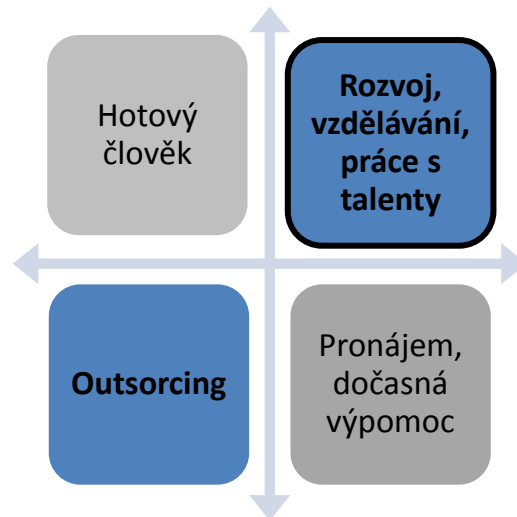 Hotový
člověk
Rozvoj,
vzdělávání,
práce s
talenty
Outsorcing
Pronájem,
dočasná
výpomoc